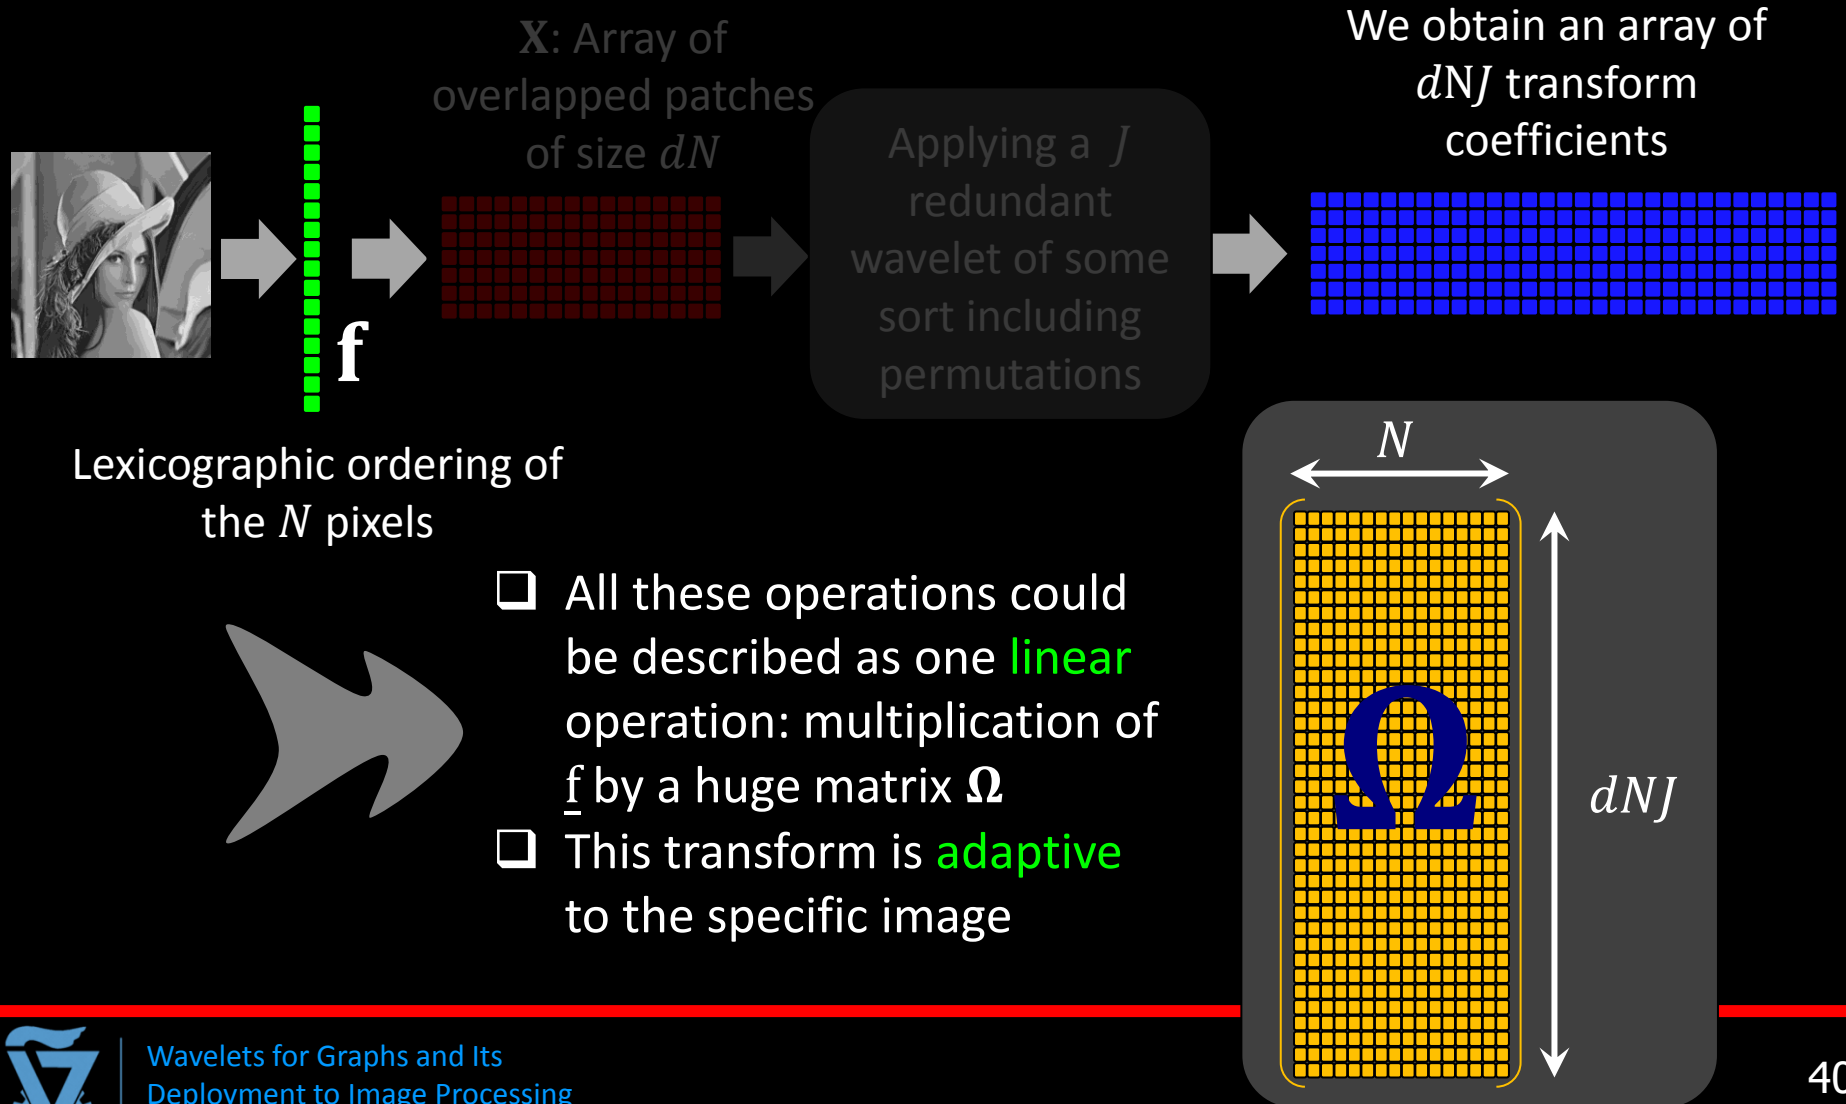 X: Array of
overlapped patches
of size dN
We obtain an array of
dNJ transform
coefficients
Applying a J
redundant
wavelet of some
sort including
permutations
f
Lexicographic ordering of
the N pixels
❑ All these operations could
be described as one linear
operation: multiplication of
f by a huge matrix Ω
❑ This transform is adaptive
to the specific image
N
Ω
dNJ
Wavelets for Graphs and Its
Deployment to Image Processing
40